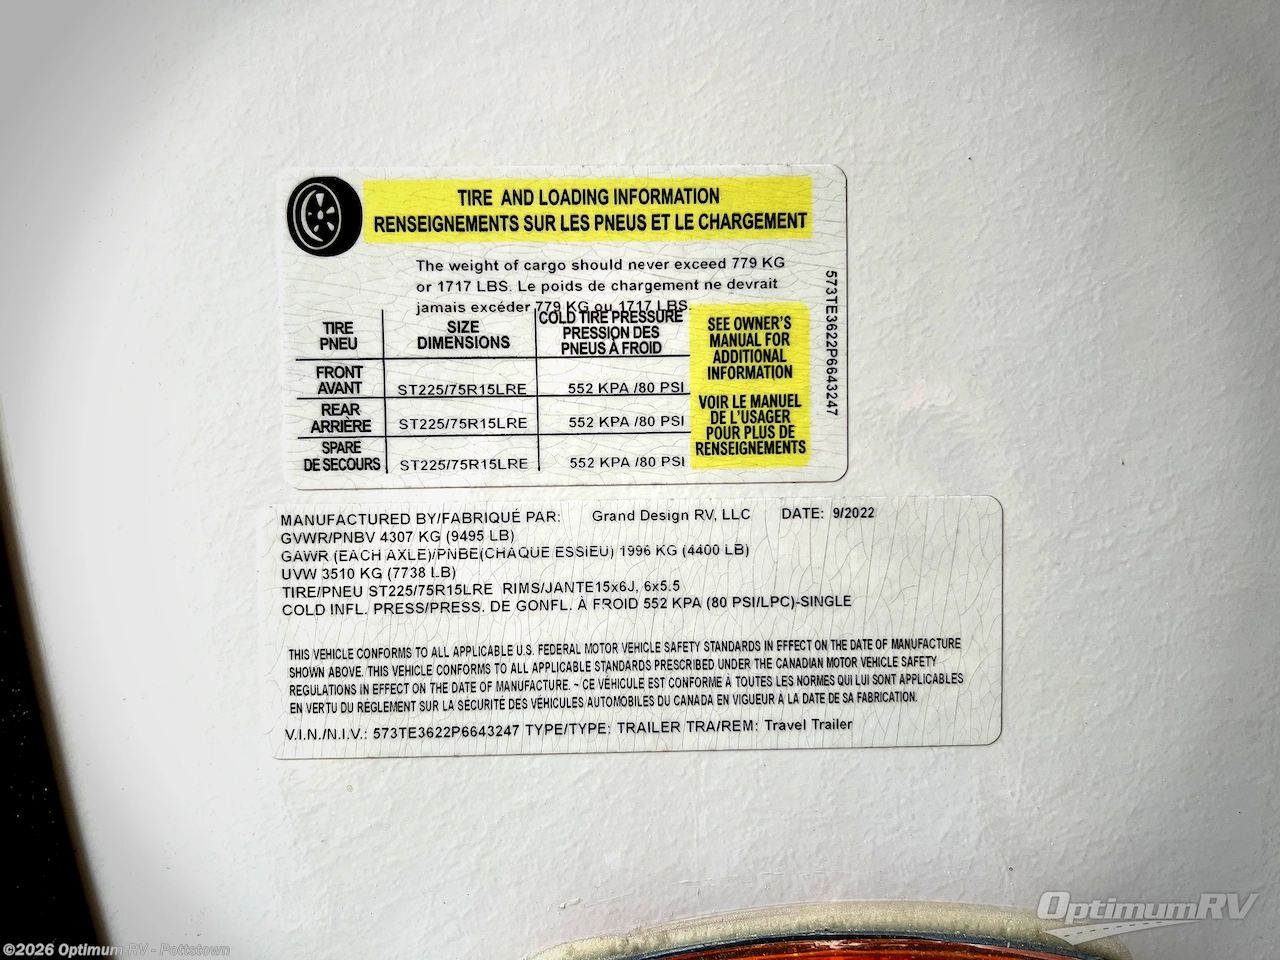 TIRE AND LOADING INFORMATION
RENSEIGNEMENTS SUR LES PNEUS ET LE CHARGEMENT
The weight of cargo should never exceed 779 KG
or 1717 LBS. Le poids de chargement ne devrait
jamais excéder 779 KG ou 1717 LBS.
TIRE
PNEU
SIZE
DIMENSIONS
COLD TIRE PRESSURE
PRESSION DES
PNEUS À FROID
FRONT
AVANT
ST225/75R15LRE
552 KPA /80 PSI
REAR
ARRIÈRE
ST225/75R15LRE
552 KPA /80 PSI
SPARE
DE SECOURS
ST225/75R15LRE
552 KPA /80 PSI
SEE OWNER'S
MANUAL FOR
ADDITIONAL
INFORMATION
VOIR LE MANUEL
DE L'USAGER
POUR PLUS DE
RENSEIGNEMENTS
573TE3622P6643247
MANUFACTURED BY/FABRIQUÉ PAR: Grand Design RV, LLC DATE: 9/2022
GVWR/PNBV 4307 KG (9495 LB)
GAWR (EACH AXLE)/PNBE(CHAQUE ESSIEU) 1996 KG (4400 LB)
UVW 3510 KG (7738 LB)
TIRE/PNEU ST225/75R15LRE RIMS/JANTE15x6J, 6x5.5
COLD INFL. PRESS/PRESS. DE GONFL. À FROID 552 KPA (80 PSI/LPC)-SINGLE
THIS VEHICLE CONFORMS TO ALL APPLICABLE U.S. FEDERAL MOTOR VEHICLE SAFETY STANDARDS IN EFFECT ON THE DATE OF MANUFACTURE
SHOWN ABOVE. THIS VEHICLE CONFORMS TO ALL APPLICABLE STANDARDS PRESCRIBED UNDER THE CANADIAN MOTOR VEHICLE SAFETY
REGULATIONS IN EFFECT ON THE DATE OF MANUFACTURE. ~ CE VÉHICULE EST CONFORME À TOUTES LES NORMES QUI LUI SONT APPLICABLES
EN VERTU DU RÈGLEMENT SUR LA SÉCURITÉ DES VÉHICULES AUTOMOBILES DU CANADA EN VIGUEUR À LA DATE DE SA FABRICATION.
V.I.N./N.I.V.: 573TE3622P6643247 TYPE/TYPE: TRAILER TRA/REM: Travel Trailer
OptimumRV
©2026 Optimum RV - Pottstown